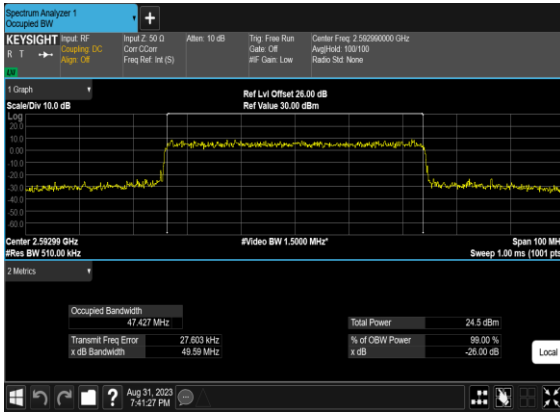 Spectrum Analyzer 1
Occupied BW
KEYSIGHT
R T
LW
Input: RF
Coupling: DC
Align: Off
Input Z: 50 Ω
Corr CCorr
Freq Ref: Int (S)
Atten: 10 dB
Trig: Free Run
Gate: Off
#IF Gain: Low
Center Freq: 2.592990000 GHz
Avg|Hold: 100/100
Radio Std: None
1 Graph
Scale/Div 10.0 dB
Ref Lvl Offset 26.00 dB
Ref Value 30.00 dBm
Log
20.0
10.0
0.00
-10.0
-20.0
-30.0
-40.0
-50.0
-60.0
Center 2.59299 GHz
#Res BW 510.00 kHz
#Video BW 1.5000 MHz*
Span 100 MH
Sweep 1.00 ms (1001 pts
2 Metrics
Occupied Bandwidth
47.427 MHz
Transmit Freq Error 27.603 kHz
x dB Bandwidth 49.59 MHz
Total Power 24.5 dBm
% of OBW Power 99.00 %
x dB -26.00 dB
Local
?
Aug 31, 2023
7:41:27 PM